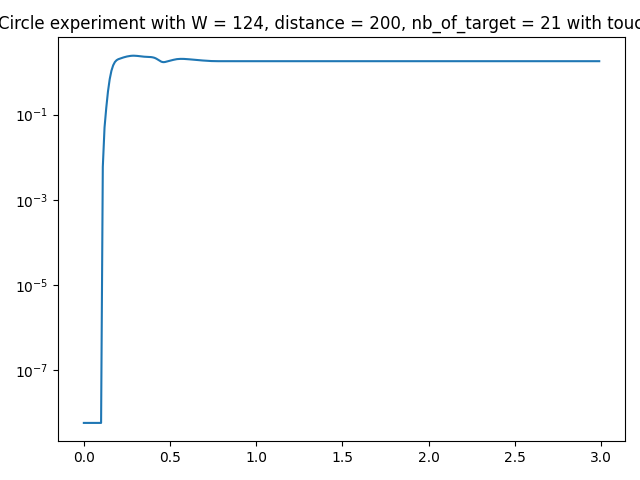 Circle experiment with W = 124, distance = 200, nb_of_target = 21 with touc
10⁻¹
10⁻³
10⁻⁵
10⁻⁷
0.0 0.5 1.0 1.5 2.0 2.5 3.0